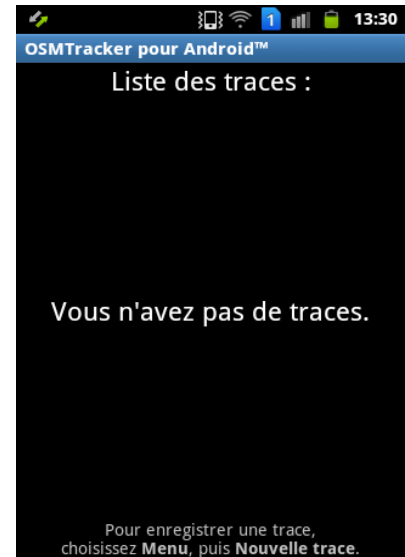 1 13:30
OSMTracker pour Android™
Liste des traces :
Vous n'avez pas de traces.
Pour enregistrer une trace,
choisissez Menu, puis Nouvelle trace.